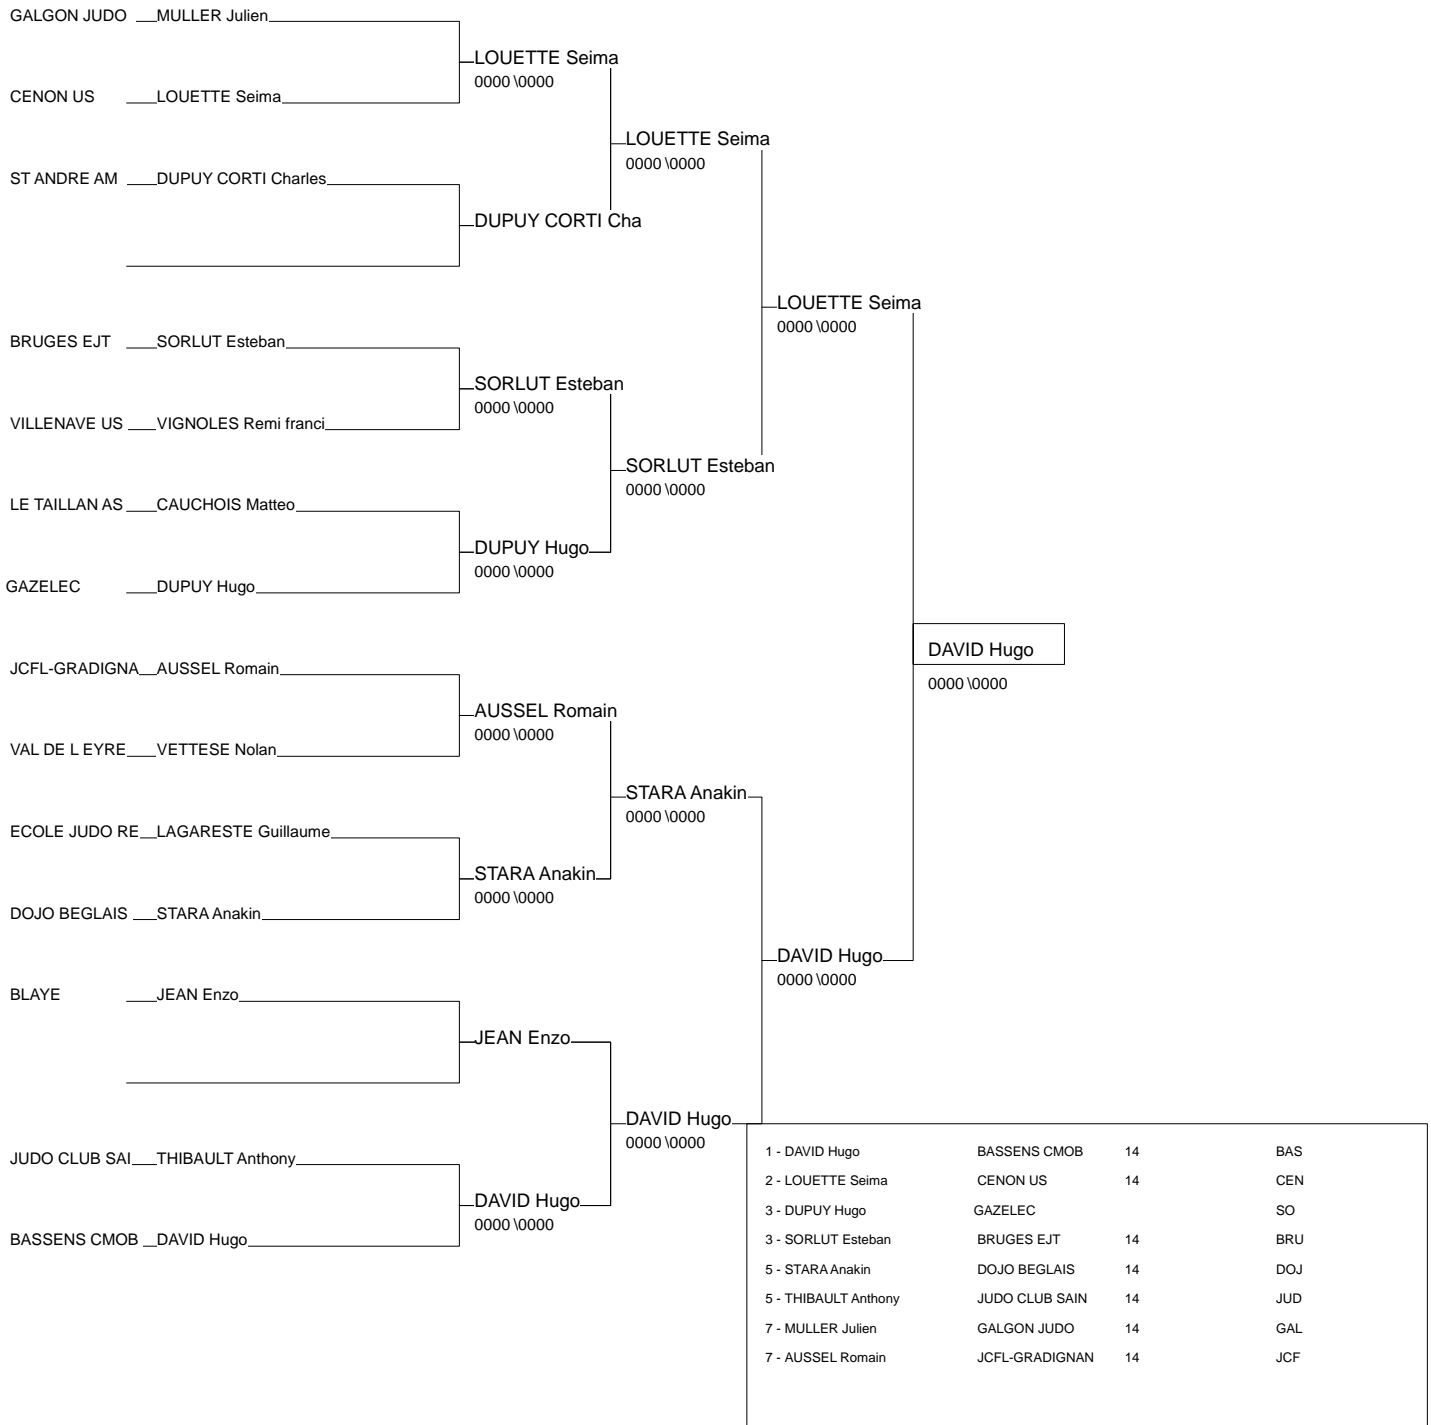 GALGON JUDO MULLER Julien
LOUETTE Seima
0000 \0000
CENON US LOUETTE Seima
LOUETTE Seima
0000 \0000
ST ANDRE AM DUPUY CORTI Charles
DUPUY CORTI Cha
LOUETTE Seima
0000 \0000
BRUGES EJT SORLUT Esteban
SORLUT Esteban
0000 \0000
VILLENAVE US VIGNOLES Remi franci
SORLUT Esteban
0000 \0000
LE TAILLAN AS CAUCHOIS Matteo
DUPUY Hugo
0000 \0000
GAZELEC DUPUY Hugo
DAVID Hugo
0000 \0000
JCFL-GRADIGNA AUSSEL Romain
AUSSEL Romain
0000 \0000
VAL DE L EYRE VETTESE Nolan
STARA Anakin
0000 \0000
ECOLE JUDO RE LAGARESTE Guillaume
STARA Anakin
0000 \0000
DOJO BEGLAIS STARA Anakin
DAVID Hugo
0000 \0000
BLAYE JEAN Enzo
JEAN Enzo
DAVID Hugo
0000 \0000
JUDO CLUB SAI THIBAULT Anthony
DAVID Hugo
0000 \0000
BASSENS CMOB DAVID Hugo
1 - DAVID Hugo BASSENS CMOB 14 BAS
2 - LOUETTE Seima CENON US 14 CEN
3 - DUPUY Hugo GAZELEC SO
3 - SORLUT Esteban BRUGES EJT 14 BRU
5 - STARA Anakin DOJO BEGLAIS 14 DOJ
5 - THIBAULT Anthony JUDO CLUB SAIN 14 JUD
7 - MULLER Julien GALGON JUDO 14 GAL
7 - AUSSEL Romain JCFL-GRADIGNAN 14 JCF